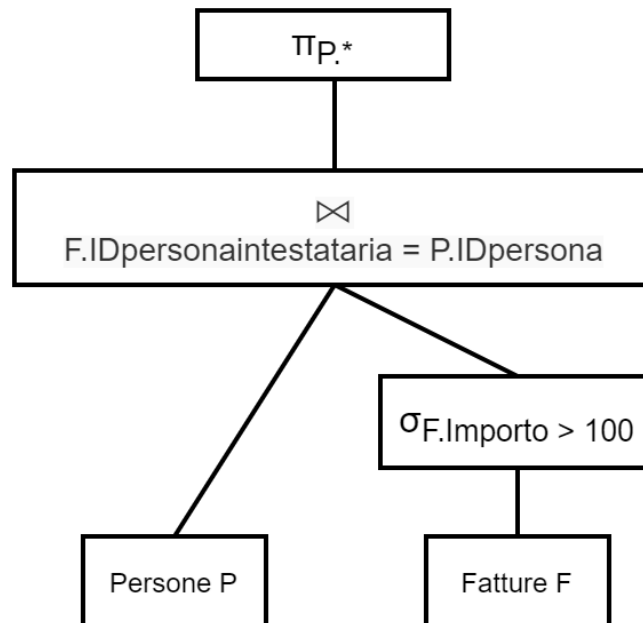 πP.*
⋈
F.IDpersonaintestataria = P.IDpersona
σF.Importo > 100
Persone P
Fatture F